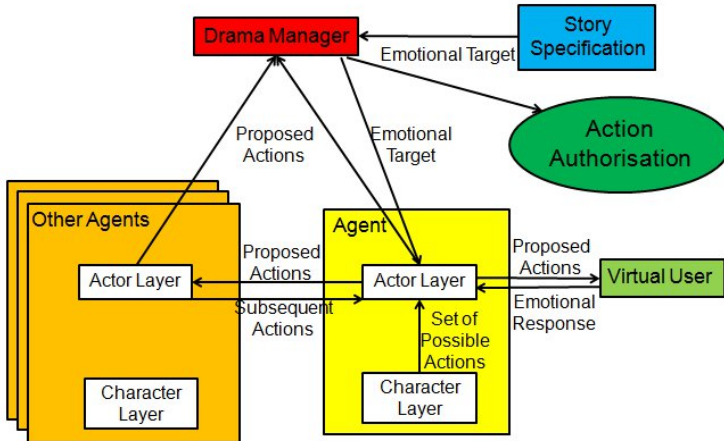 Drama Manager
Story
Specification
Emotional Target
Action
Authorisation
Proposed
Actions
Emotional
Target
Other Agents
Agent
Actor Layer
Proposed
Actions
Actor Layer
Proposed
Actions
Virtual User
Subsequent
Actions
Emotional
Response
Set of
Possible
Actions
Character
Layer
Character
Layer